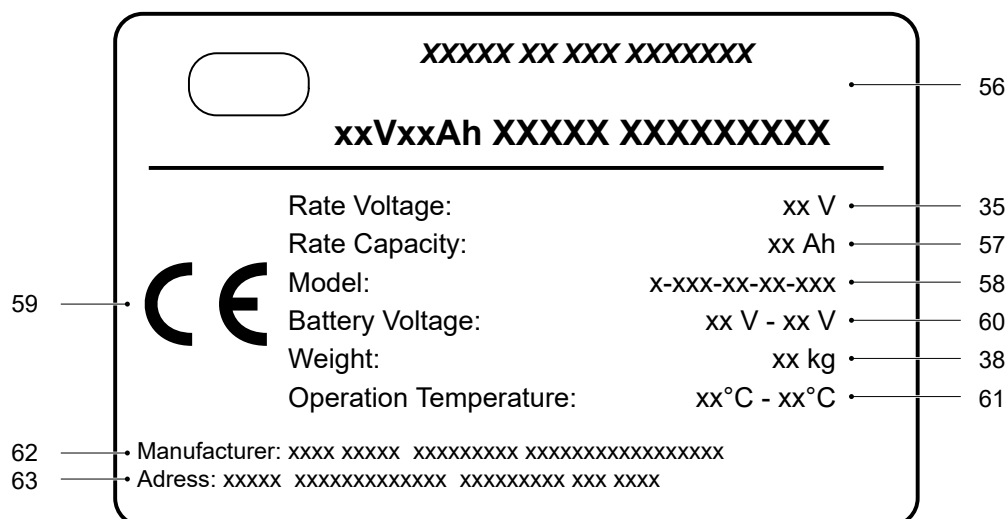 XXXXX XX XXX XXXXXXX
56
xxVxxAh XXXXX XXXXXXXXX
Rate Voltage: xx V 35
Rate Capacity: xx Ah 57
Model: x-xxx-xx-xx-xxx 58
59 CE
Battery Voltage: xx V - xx V 60
Weight: xx kg 38
Operation Temperature: xx°C - xx°C 61
62 Manufacturer: xxxx xxxxx xxxxxxxxx xxxxxxxxxxxxxxxxx
63 Adress: xxxxx xxxxxxxxxxxxx xxxxxxxxx xxx xxxx